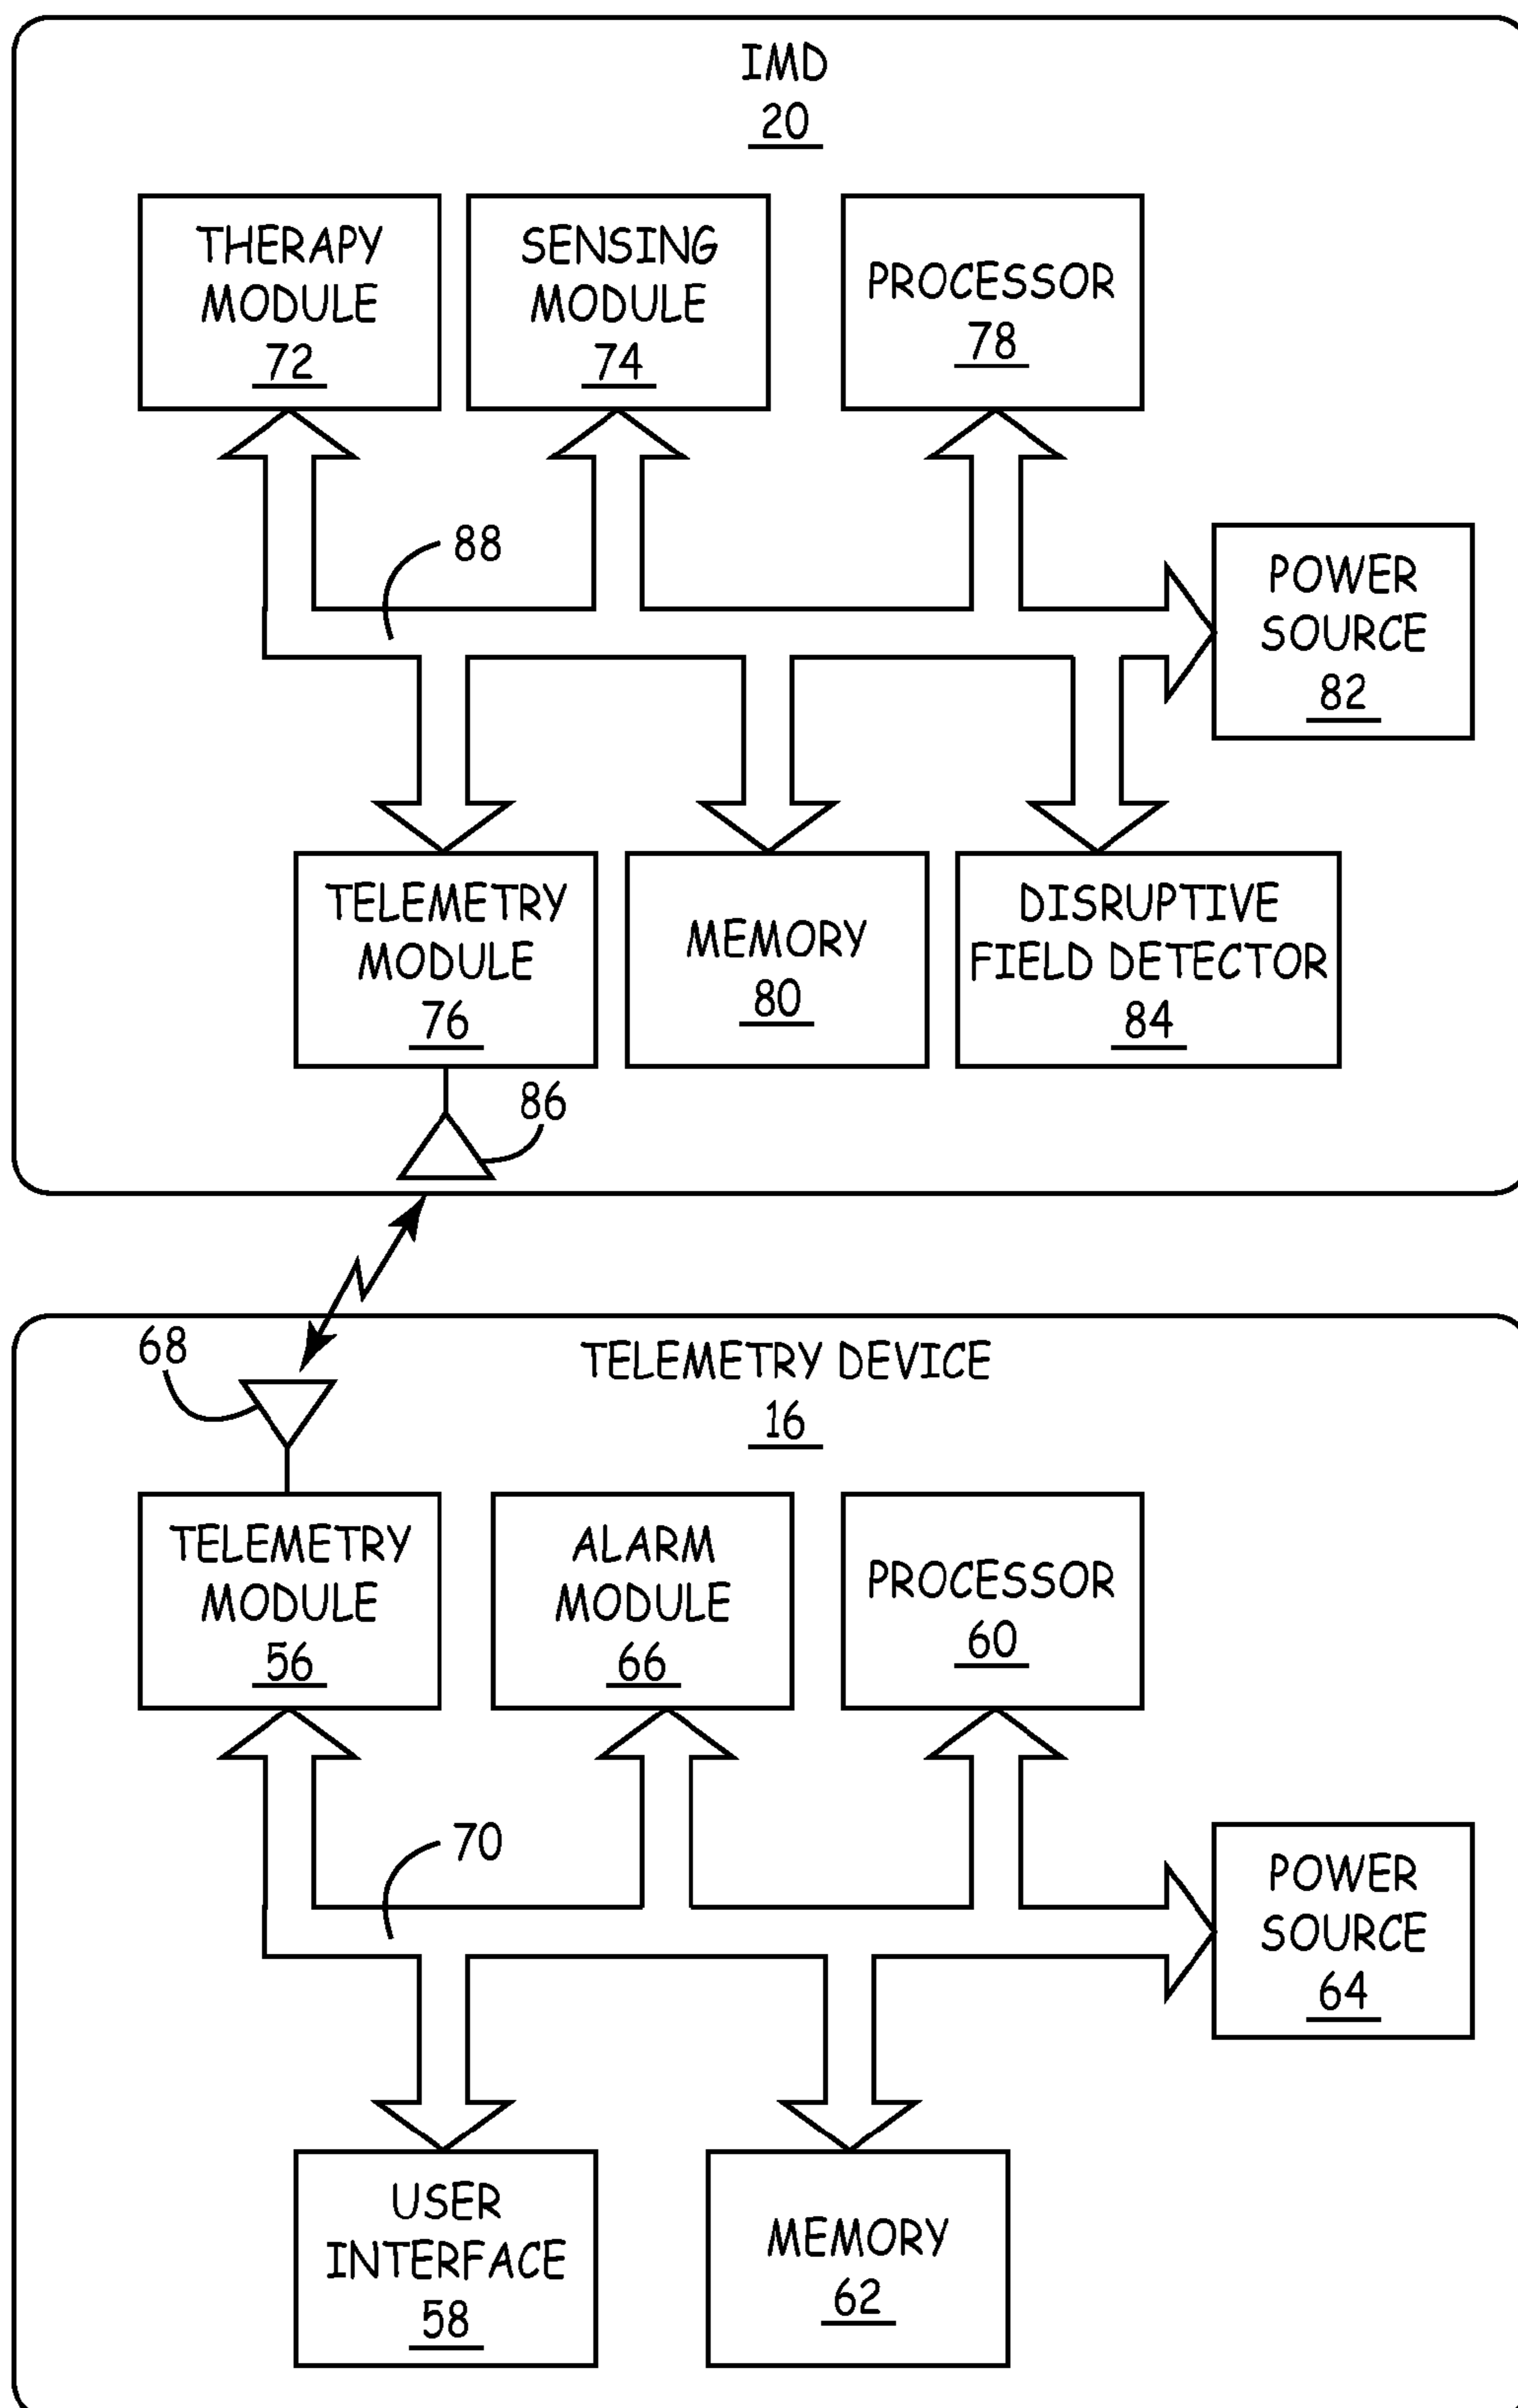 IMD
20
THERAPY
MODULE
72
SENSING
MODULE
74
PROCESSOR
78
88
POWER
SOURCE
82
TELEMETRY
MODULE
76
MEMORY
80
DISRUPTIVE
FIELD DETECTOR
84
86
68
TELEMETRY DEVICE
16
TELEMETRY
MODULE
56
ALARM
MODULE
66
PROCESSOR
60
70
POWER
SOURCE
64
USER
INTERFACE
58
MEMORY
62